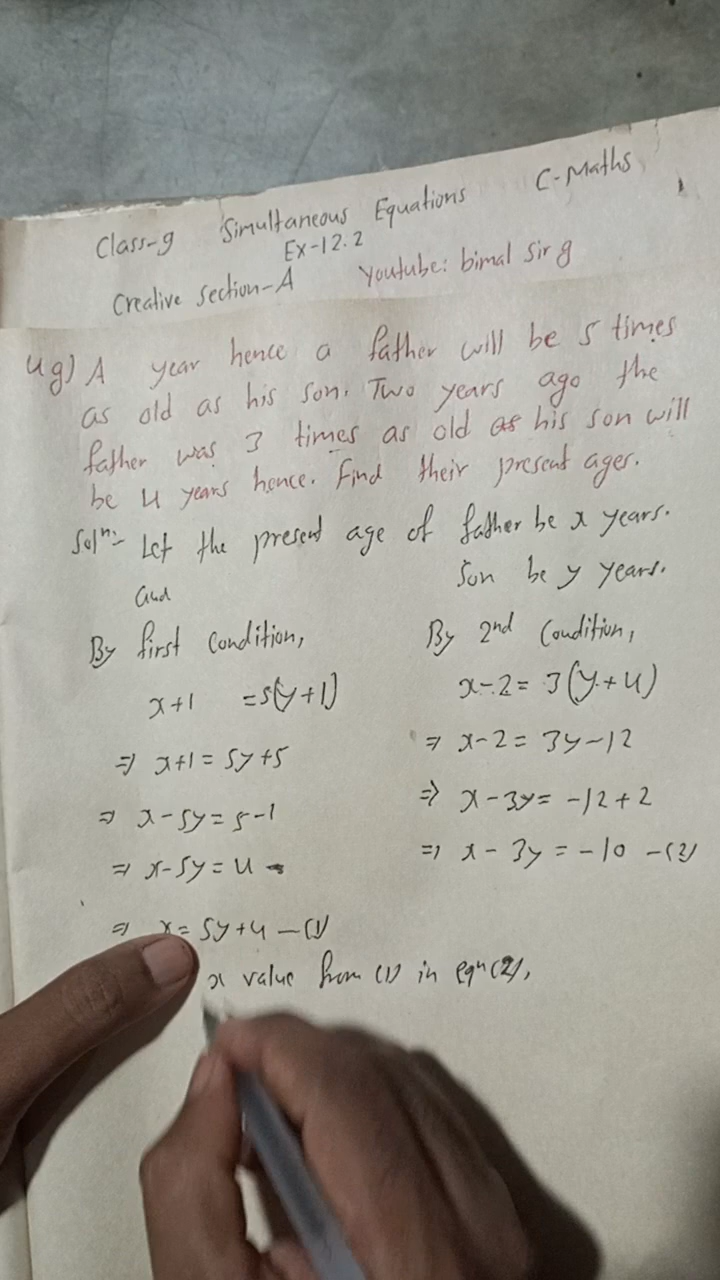 Class-9 Simultaneous Equations C-Maths
Ex-12.2
Creative section-A Youtube: bimal sir g
4g) A year hence a father will be 5 times
as old as his son. Two years ago the
father was 3 times as old as his son will
be 4 years hence. Find their present ages.
Solⁿ:- Let the present age of father be x years.
and son be y years.
By first condition,
x+1 =5(y+1)
⇒ x+1 = 5y+5
⇒ x-5y = 5-1
⇒ x-5y = 4
⇒ x = 5y+4 -(1)
By 2nd Condition,
x-2 = 3(y+4)
⇒ x-2 = 3y-12
⇒ x-3y = -12+2
⇒ x-3y = -10 -(2)
x value from (1) in eqⁿ(2),